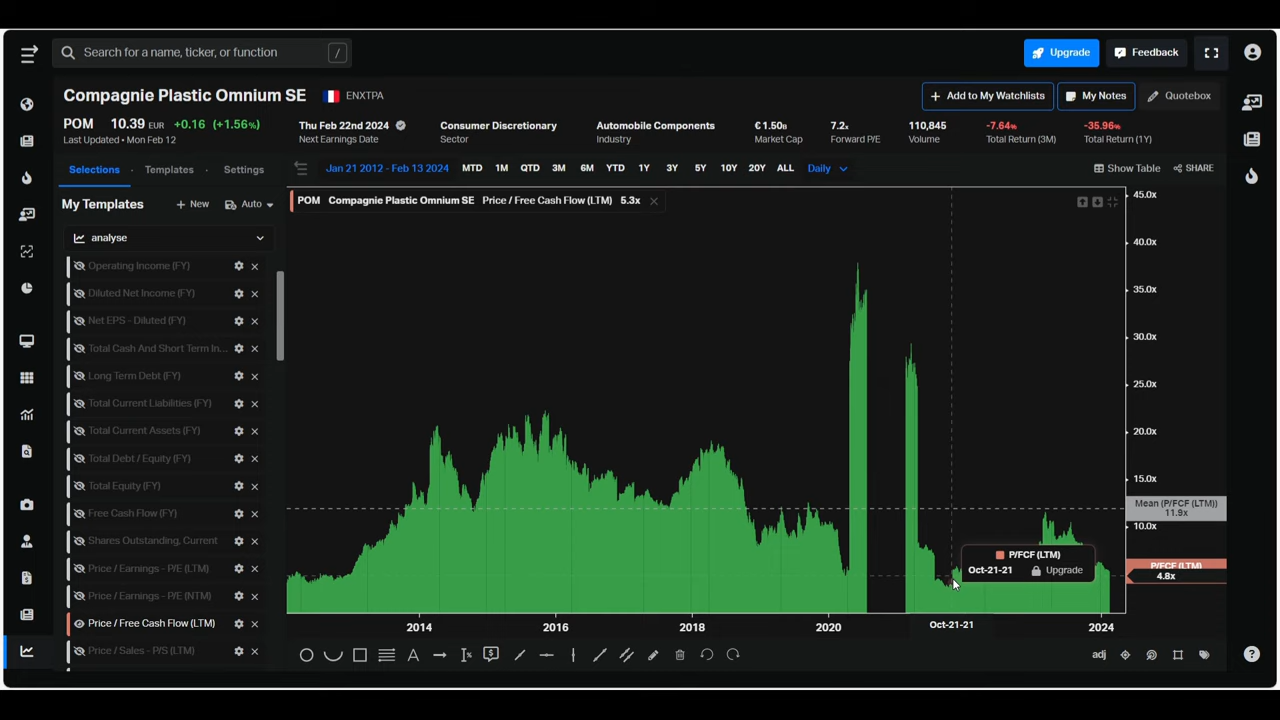 Search for a name, ticker, or function /
Upgrade
Feedback
Compagnie Plastic Omnium SE ENXTPA
+ Add to My Watchlists
My Notes
Quotebox
POM 10.39 EUR +0.16 (+1.56%)
Last Updated • Mon Feb 12
Thu Feb 22nd 2024
Next Earnings Date
Consumer Discretionary
Sector
Automobile Components
Industry
€ 1.50B
Market Cap
7.2x
Forward P/E
110,845
Volume
-7.64%
Total Return (3M)
-35.96%
Total Return (1Y)
Selections · Templates · Settings
Jan 21 2012 - Feb 13 2024 MTD 1M QTD 3M 6M YTD 1Y 3Y 5Y 10Y 20Y ALL Daily
Show Table SHARE
My Templates + New Auto
analyse
Operating Income (FY)
Diluted Net Income (FY)
Net EPS - Diluted (FY)
Total Cash And Short Term In...
Long Term Debt (FY)
Total Current Liabilities (FY)
Total Current Assets (FY)
Total Debt / Equity (FY)
Total Equity (FY)
Free Cash Flow (FY)
Shares Outstanding, Current
Price / Earnings - P/E (LTM)
Price / Earnings - P/E (NTM)
Price / Free Cash Flow (LTM)
Price / Sales - P/S (LTM)
POM Compagnie Plastic Omnium SE Price / Free Cash Flow (LTM) 5.3x
45.0x
40.0x
35.0x
30.0x
25.0x
20.0x
15.0x
Mean (P/FCF (LTM))
11.9x
10.0x
P/FCF (LTM)
4.8x
P/FCF (LTM)
Oct-21-21 Upgrade
2014 2016 2018 2020 Oct-21-21 2024
A
adj